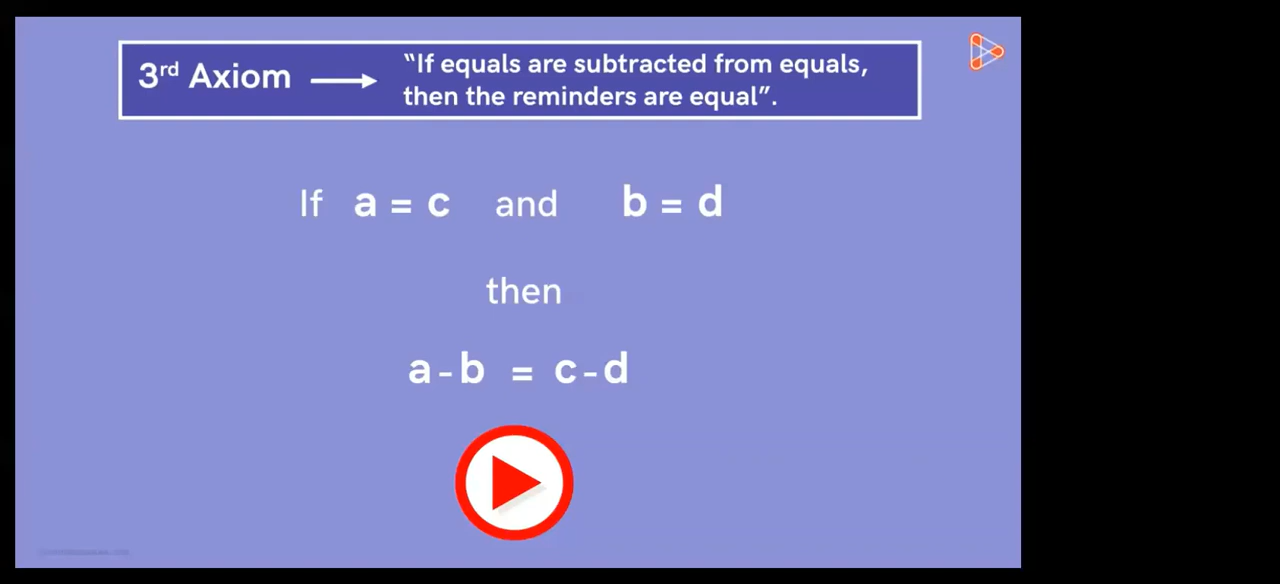 3rd Axiom ⟶ "If equals are subtracted from equals,
then the reminders are equal".
If a = c and b = d
then
a - b = c - d